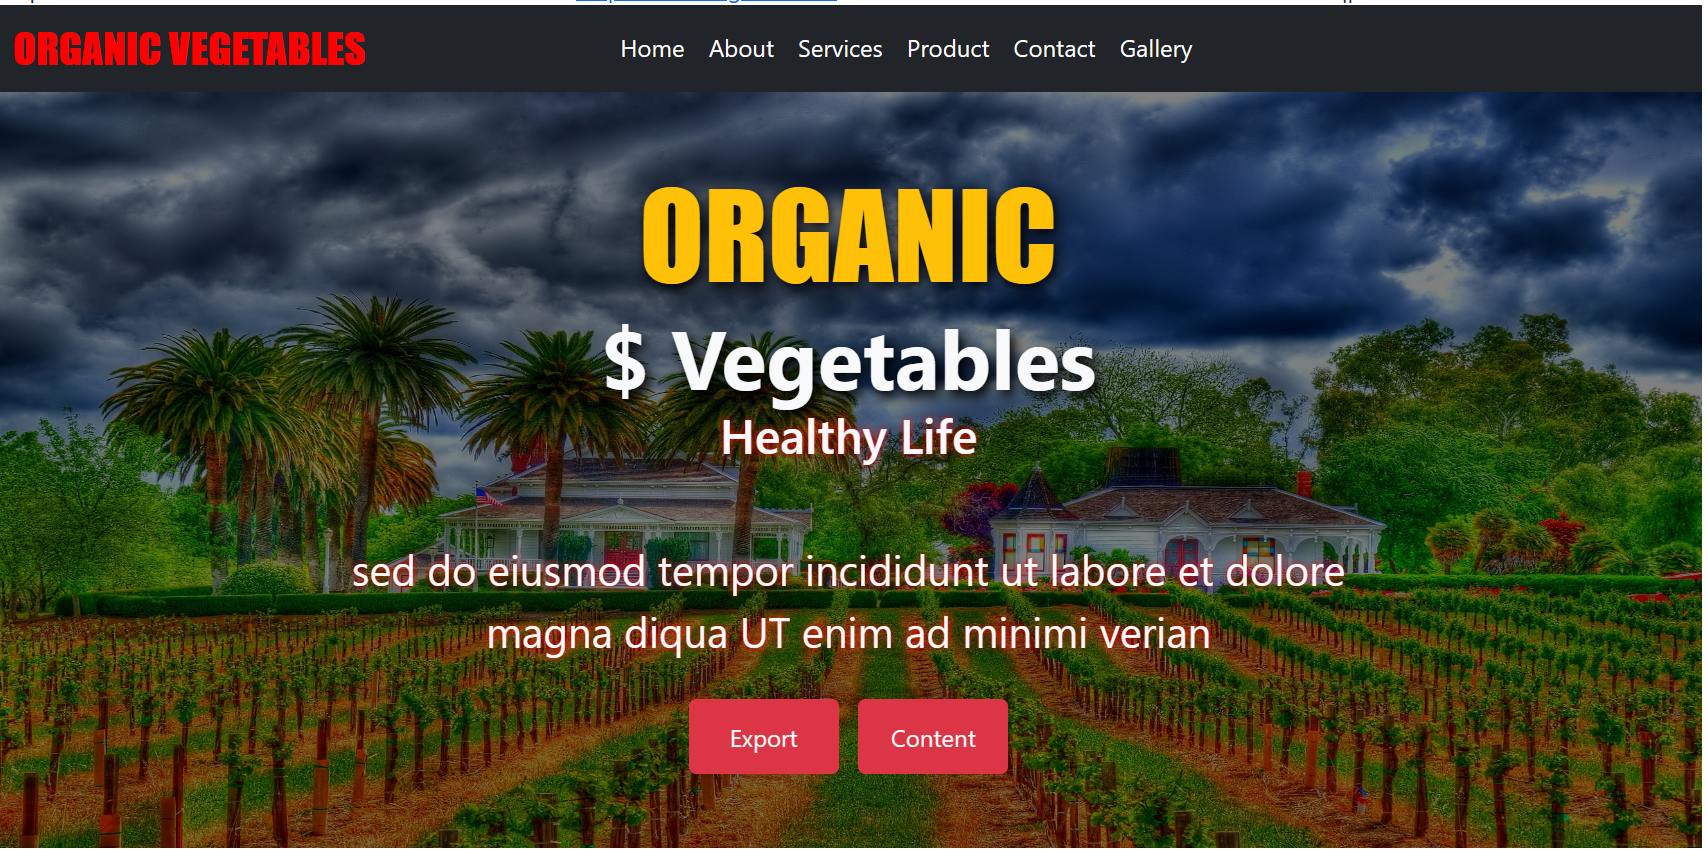 ORGANIC VEGETABLES
Home About Services Product Contact Gallery
ORGANIC
$ Vegetables
Healthy Life
sed do eiusmod tempor incididunt ut labore et dolore
magna diqua UT enim ad minimi verian
Export Content